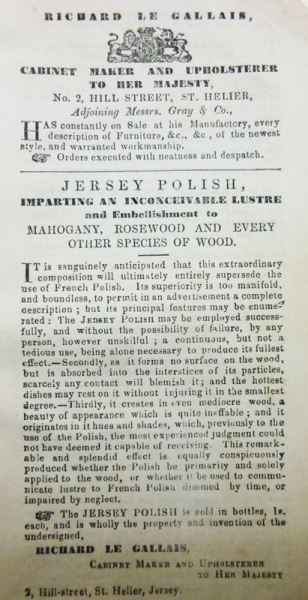 RICHARD LE GALLAIS,
CABINET MAKER AND UPHOLSTERER
TO HER MAJESTY,
No. 2, HILL STREET, ST. HELIER,
Adjoining Messrs. Gray & Co.,
HAS constantly on Sale at his Manufactory, every
description of Furniture, &c., &c , of the newest
style, and warranted workmanship.
☞ Orders executed with neatness and despatch.
JERSEY POLISH,
IMPARTING AN INCONCEIVABLE LUSTRE
and Embellishment to
MAHOGANY, ROSEWOOD AND EVERY
OTHER SPECIES OF WOOD.
IT is sanguinely anticipated that this extraordinary
composition will ultimately entirely supersede the
use of French Polish. Its superiority is too manifold,
and boundless, to permit in an advertisement a complete
description ; but its principal features may be enume-
rated : The JERSEY POLISH may be employed success-
fully, and without the possibility of failure, by any
person, however unskilful ; a continuous, but not a
tedious use, being alone necessary to produce its fullest
effect.—Secondly, as it forms no surface on the wood,
but is absorbed into the interstices of its particles,
scarcely any contact will blemish it ; and the hottest
dishes may rest on it without injuring it in the smallest
degree.—Thirdly, it creates in even mediocre wood, a
beauty of appearance which is quite ineffable ; and it
originates in it hues and shades, which, previously to the
use of the Polish, the most experienced judgment could
not have deemed it capable of receiving. This remark-
able and splendid effect is equally conspicuously
produced whether the Polish be primarily and solely
applied to the wood, or whether it be used to commu-
nicate lustre to French Polish dimmed by time, or
impaired by neglect.
☞ The JERSEY POLISH is sold in bottles, 1s.
each, and is wholly the property and invention of the
undersigned,
RICHARD LE GALLAIS,
CABINET MAKER AND UPHOLSTERER
TO HER MAJESTY
2, Hill-street, St. Helier, Jersey.